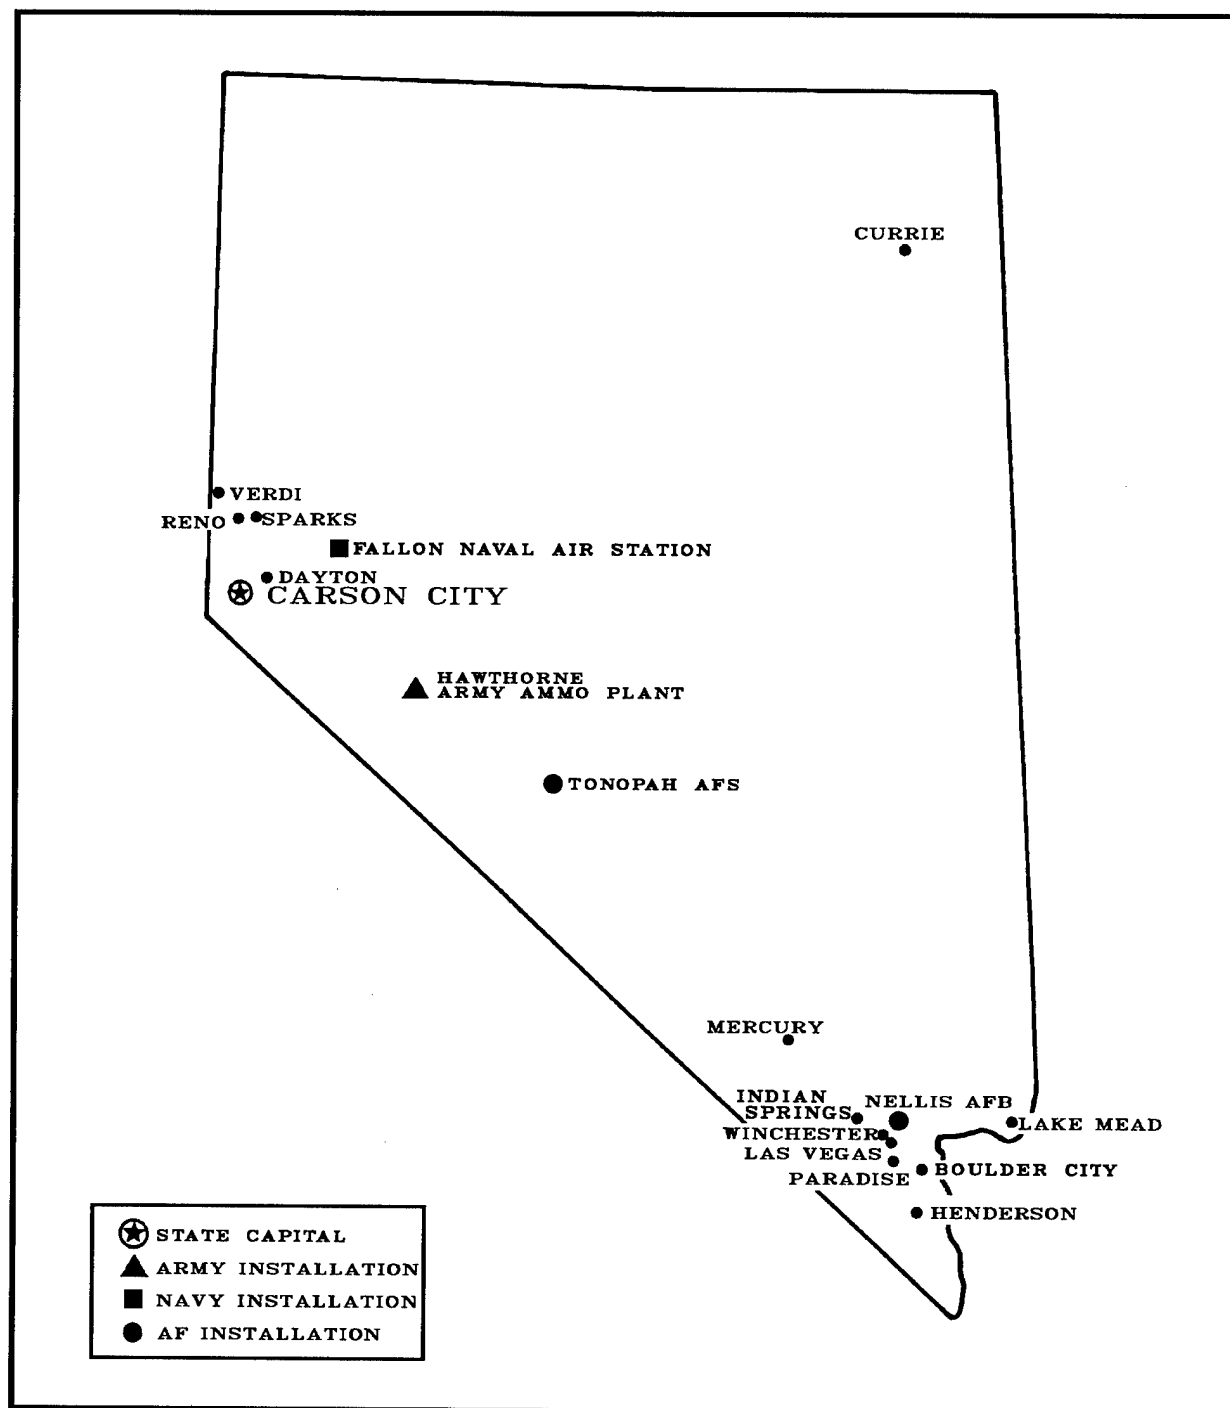 CURRIE
VERDI
RENO SPARKS
FALLON NAVAL AIR STATION
DAYTON
CARSON CITY
HAWTHORNE
ARMY AMMO PLANT
TONOPAH AFS
MERCURY
INDIAN
SPRINGS
NELLIS AFB
LAKE MEAD
WINCHESTER
LAS VEGAS
PARADISE
BOULDER CITY
HENDERSON
STATE CAPITAL
ARMY INSTALLATION
NAVY INSTALLATION
AF INSTALLATION